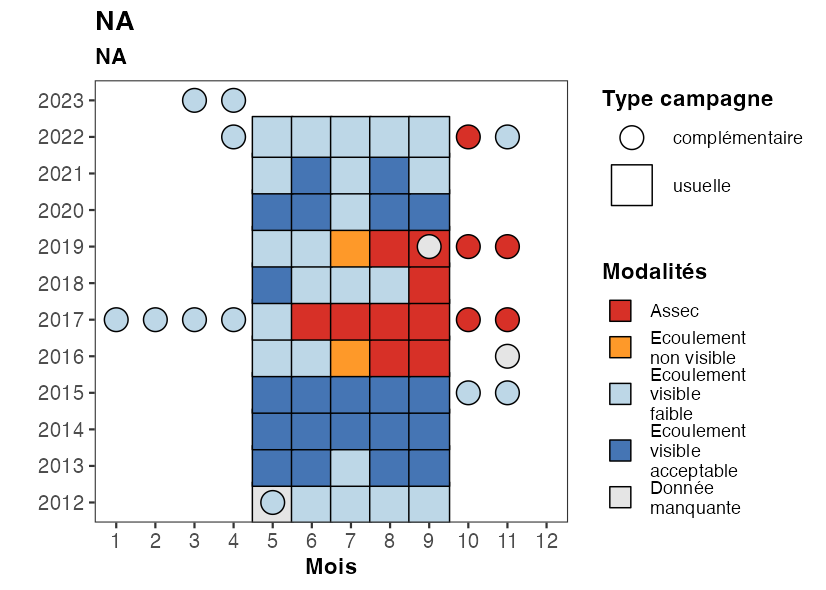 NA
NA
2023
2022
2021
2020
2019
2018
2017
2016
2015
2014
2013
2012
1 2 3 4 5 6 7 8 9 10 11 12
Mois
Type campagne
complémentaire
usuelle
Modalités
Assec
Ecoulement
non visible
Ecoulement
visible
faible
Ecoulement
visible
acceptable
Donnée
manquante